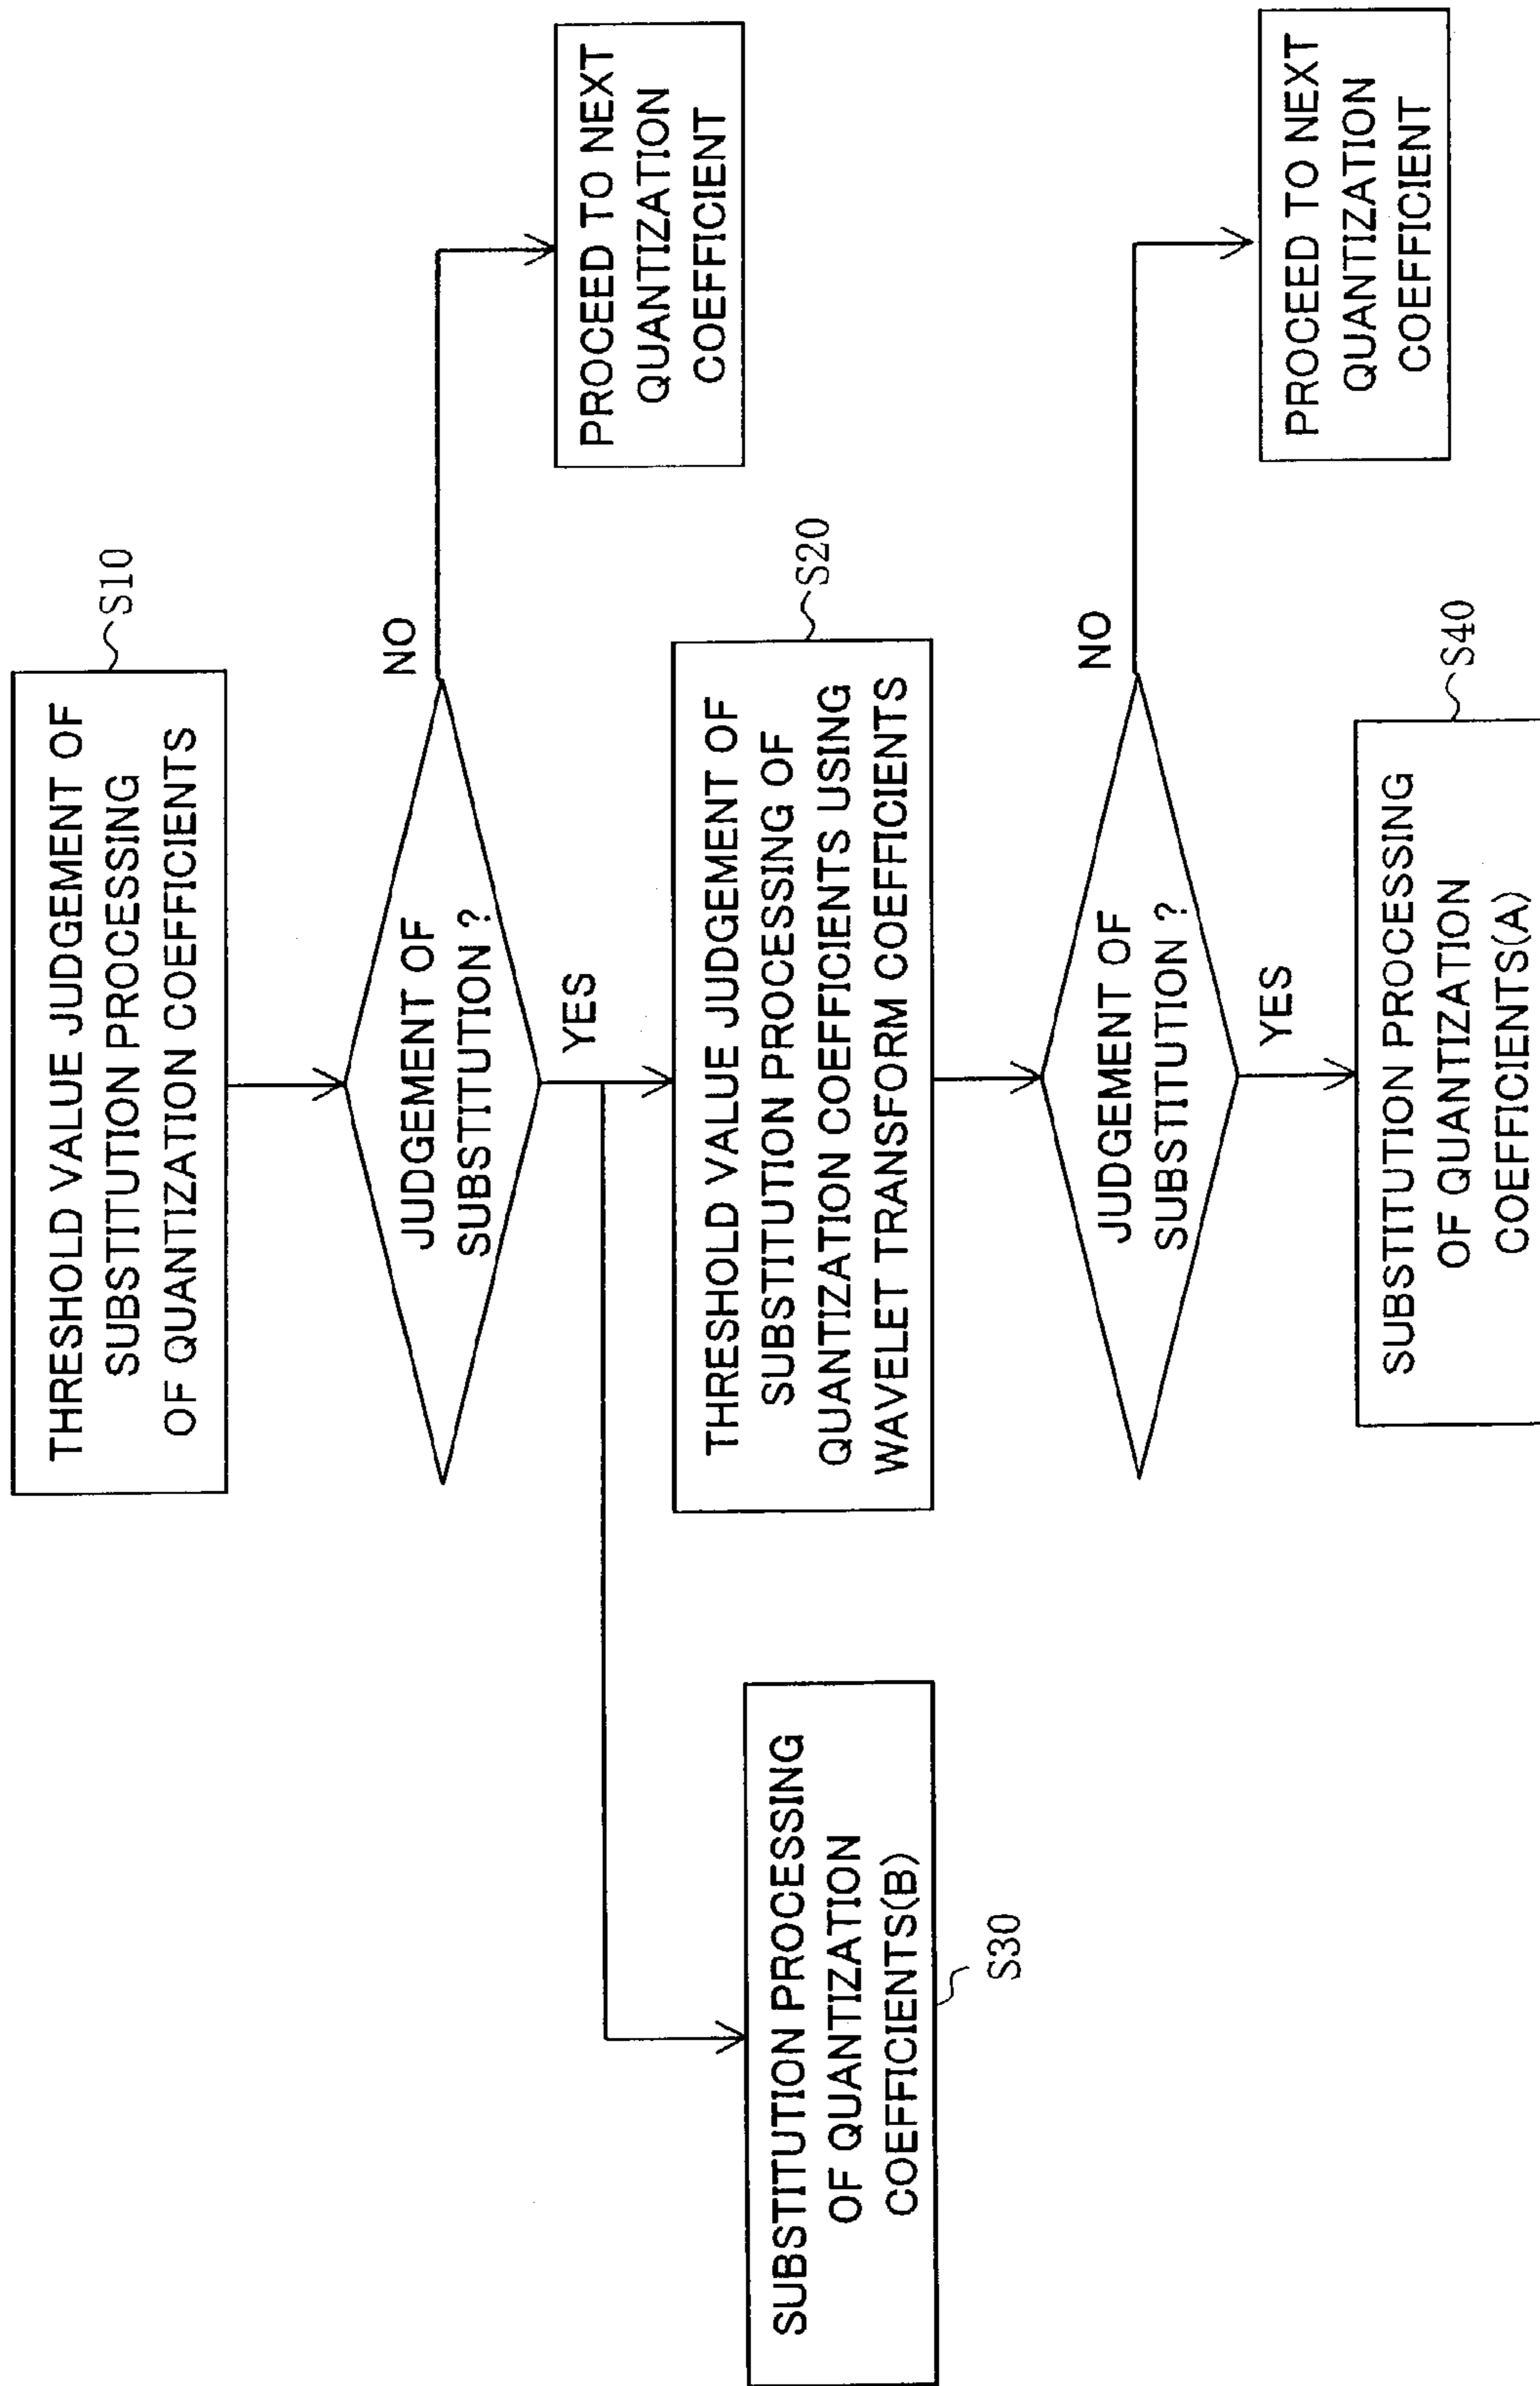 THRESHOLD VALUE JUDGEMENT OF
SUBSTITUTION PROCESSING
OF QUANTIZATION COEFFICIENTS
S10
JUDGEMENT OF
SUBSTITUTION ?
NO
PROCEED TO NEXT
QUANTIZATION
COEFFICIENT
YES
THRESHOLD VALUE JUDGEMENT OF
SUBSTITUTION PROCESSING OF
QUANTIZATION COEFFICIENTS USING
WAVELET TRANSFORM COEFFICIENTS
S20
SUBSTITUTION PROCESSING
OF QUANTIZATION
COEFFICIENTS(B)
S30
JUDGEMENT OF
SUBSTITUTION ?
NO
PROCEED TO NEXT
QUANTIZATION
COEFFICIENT
YES
SUBSTITUTION PROCESSING
OF QUANTIZATION
COEFFICIENTS(A)
S40